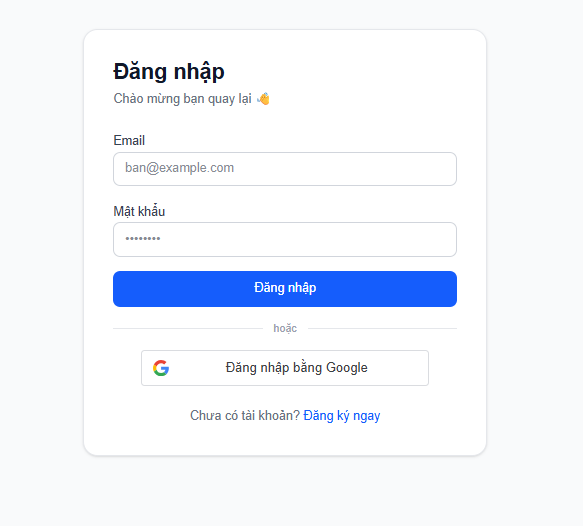 Đăng nhập
Chào mừng bạn quay lại 👋
Email
ban@example.com
Mật khẩu
••••••••
Đăng nhập
hoặc
Đăng nhập bằng Google
Chưa có tài khoản? Đăng ký ngay